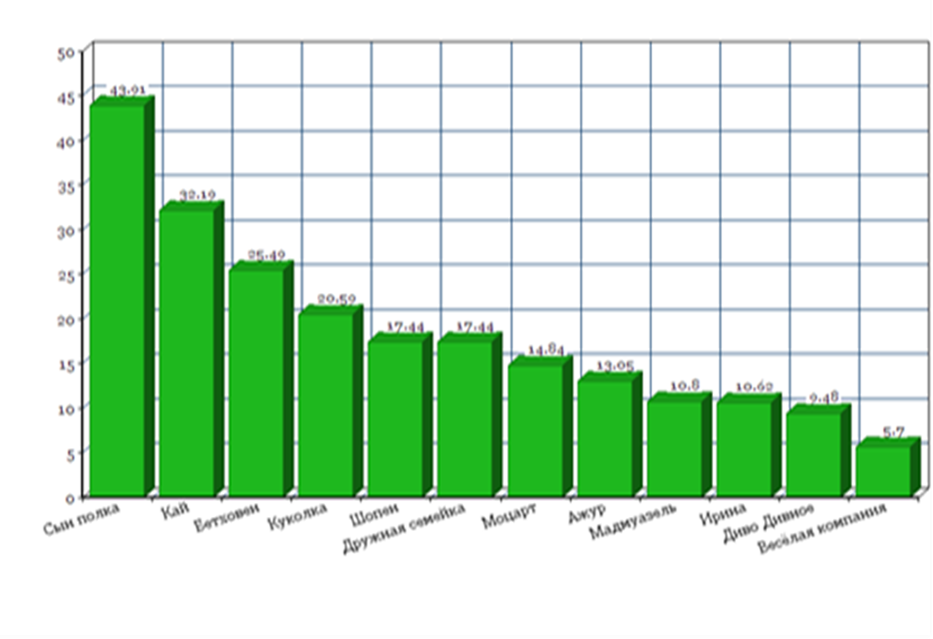 50
45
40
35
30
25
20
15
10
5
0
43.91
32.19
25.49
20.59
17.44
17.44
14.84
13.05
10.8
10.62
9.48
5.7
Сын полка
Кай
Бетховен
Куколка
Шопен
Дружная семейка
Моцарт
Ажур
Мадмуазель
Ирина
Диво Дивное
Весёлая компания